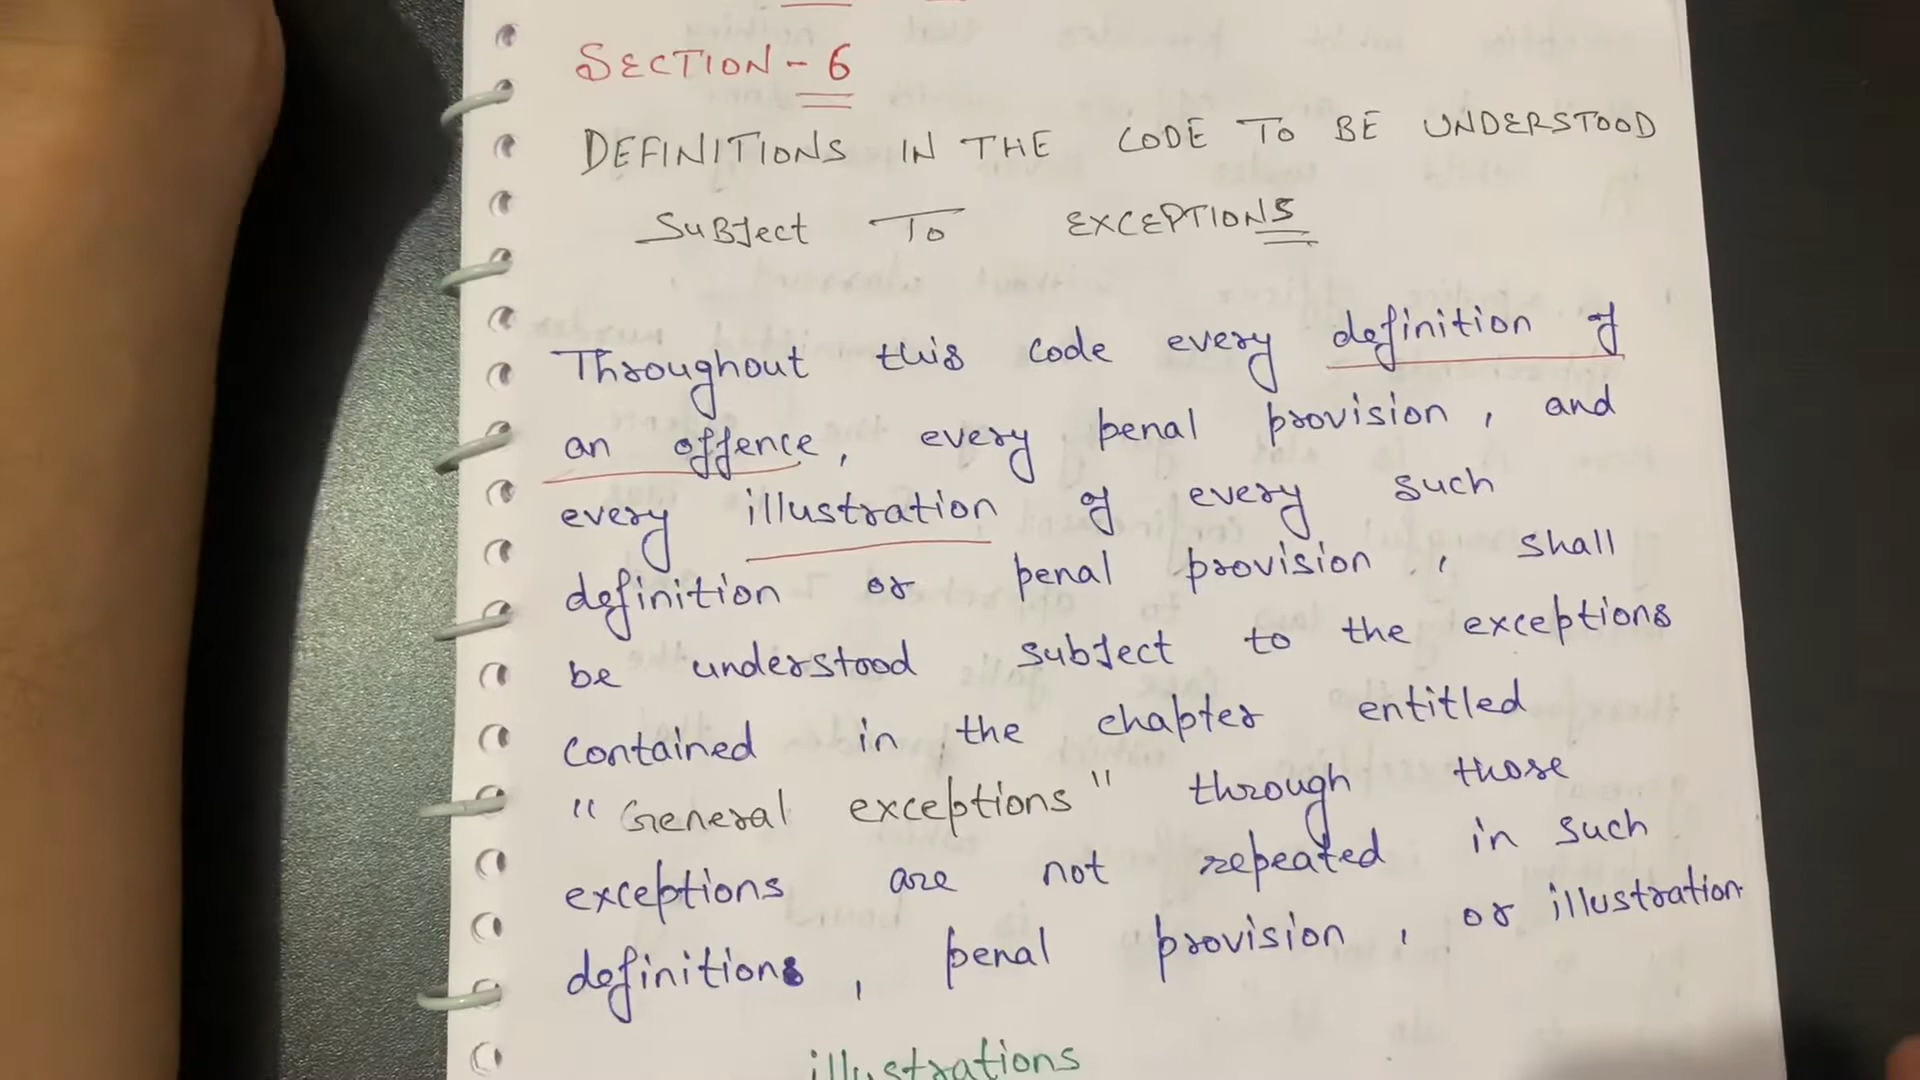 SECTION - 6
DEFINITIONS IN THE CODE TO BE UNDERSTOOD
SUBJECT TO EXCEPTIONS
Throughout this code every definition of
an offence, every penal provision, and
every illustration of every such
definition or penal provision, shall
be understood subject to the exceptions
contained in the chapter entitled
"General exceptions" through those
exceptions are not repeated in such
definitions, penal provision, or illustration
illustrations